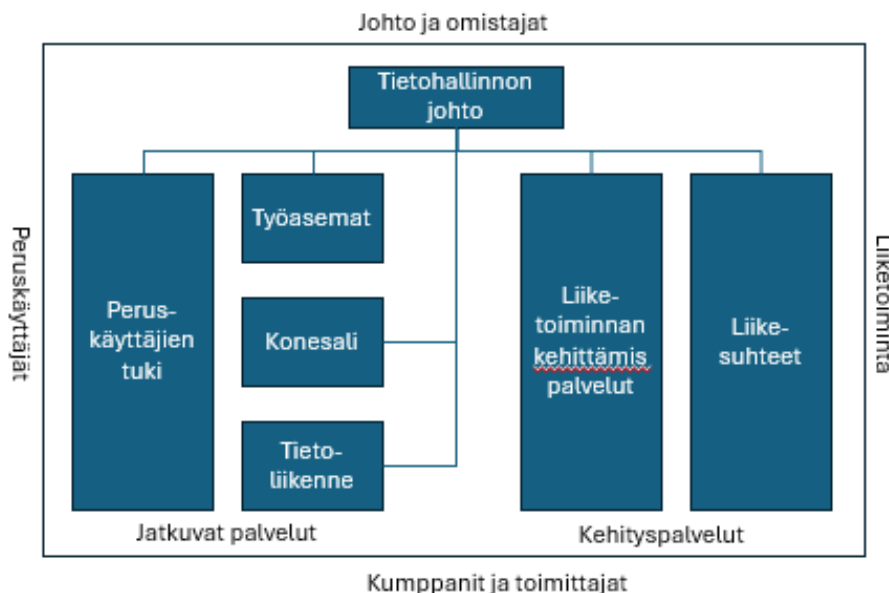 Johto ja omistajat
Tietohallinnon
johto
Peruskäyttäjät
Perus-
käyttäjien
tuki
Työasemat
Konesali
Tieto-
liikenne
Liike-
toiminnan
kehittämis
palvelut
Liike-
suhteet
Liiketoiminta
Jatkuvat palvelut
Kehityspalvelut
Kumppanit ja toimittajat